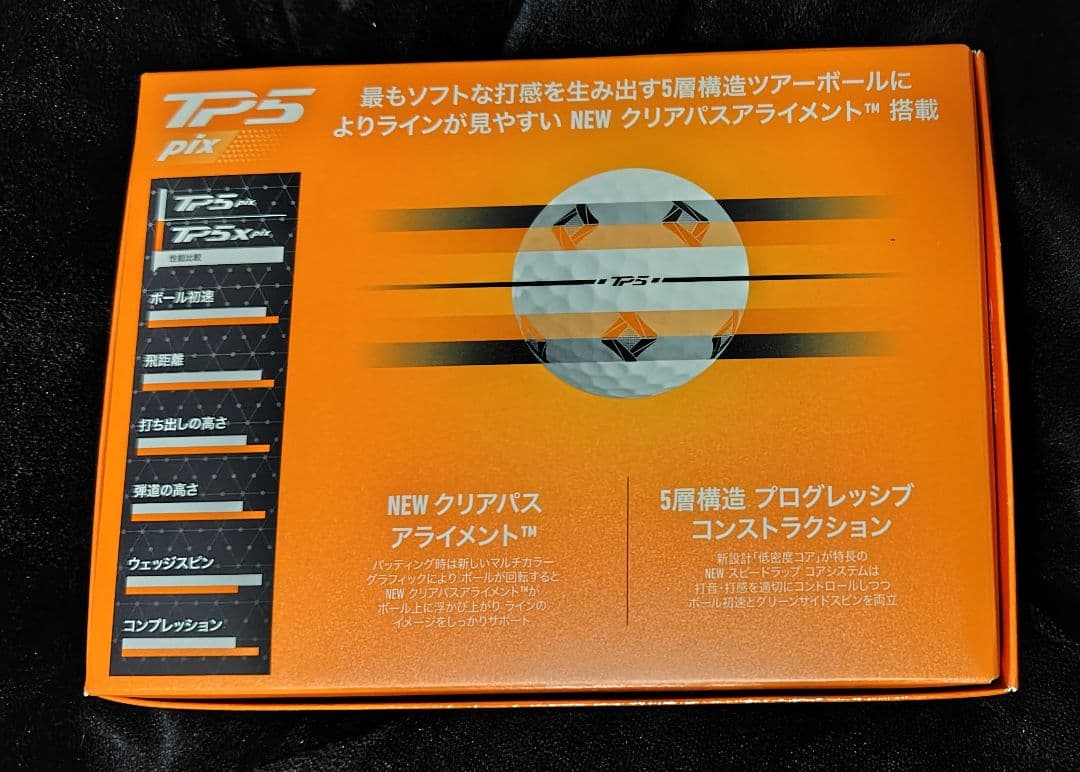 TP5
pix
最もソフトな打感を生み出す5層構造ツアーボールに
よりラインが見やすい NEW クリアパスアライメント™ 搭載
TP5 pix
TP5x pix
性能比較
ボール初速
飛距離
打ち出しの高さ
弾道の高さ
ウェッジスピン
コンプレッション
TP5
NEW クリアパス
アライメント™
パッティング時は新しいマルチカラー
グラフィックにより ボールが回転すると
NEW クリアパスアライメント™が
ボール上に浮かび上がり ラインの
イメージをしっかりサポート
5層構造 プログレッシブ
コンストラクション
新設計「低密度コア」が特長の
NEW スピードラップ コアシステムは
打音・打感を適切にコントロールしつつ
ボール初速とグリーンサイドスピンを両立